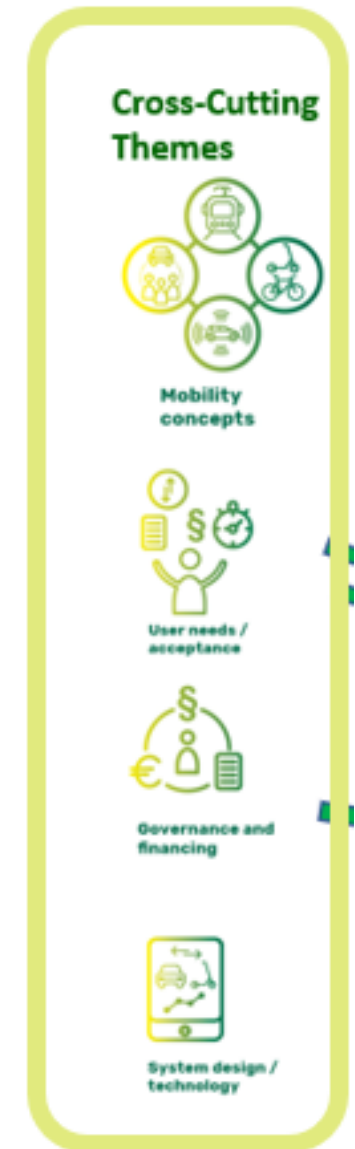 Cross-Cutting
Themes
Mobility
concepts
§
User needs /
acceptance
§
€
Governance and
financing
System design /
technology